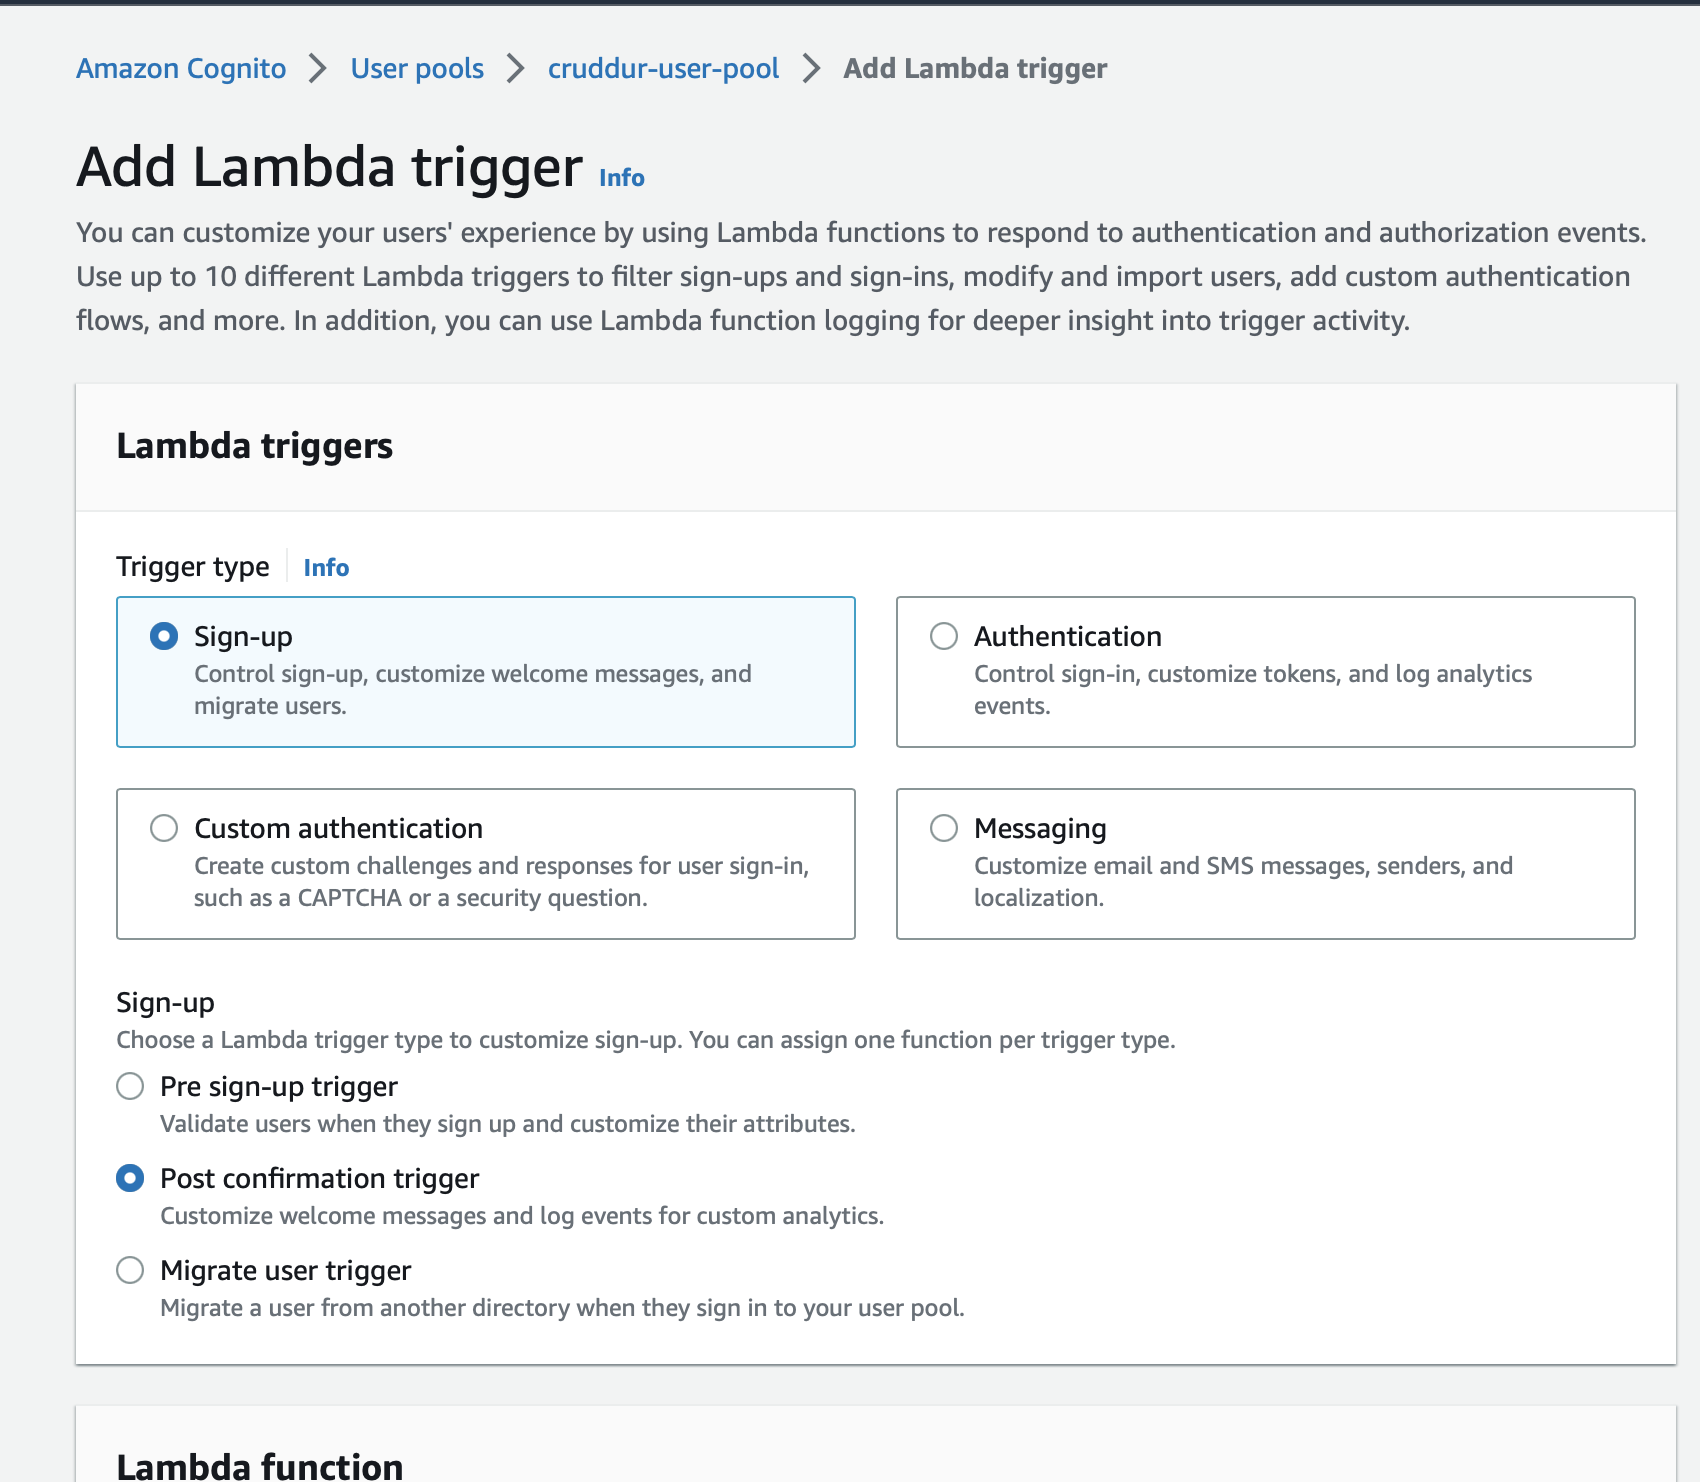 Amazon Cognito > User pools > cruddur-user-pool > Add Lambda trigger
Add Lambda trigger Info
You can customize your users' experience by using Lambda functions to respond to authentication and authorization events.
Use up to 10 different Lambda triggers to filter sign-ups and sign-ins, modify and import users, add custom authentication
flows, and more. In addition, you can use Lambda function logging for deeper insight into trigger activity.
Lambda triggers
Trigger type Info
Sign-up
Control sign-up, customize welcome messages, and
migrate users.
Authentication
Control sign-in, customize tokens, and log analytics
events.
Custom authentication
Create custom challenges and responses for user sign-in,
such as a CAPTCHA or a security question.
Messaging
Customize email and SMS messages, senders, and
localization.
Sign-up
Choose a Lambda trigger type to customize sign-up. You can assign one function per trigger type.
Pre sign-up trigger
Validate users when they sign up and customize their attributes.
Post confirmation trigger
Customize welcome messages and log events for custom analytics.
Migrate user trigger
Migrate a user from another directory when they sign in to your user pool.
Lambda function